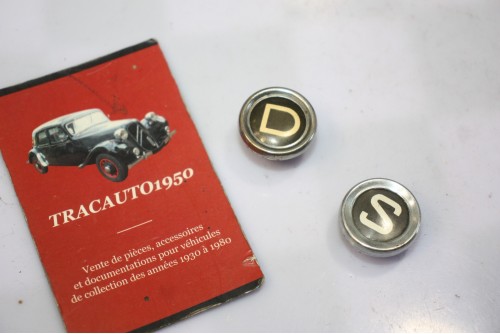 TRACAUTO1950
Vente de pièces, accessoires
et documentations pour véhicules
de collection des années 1930 à 1980
D
S